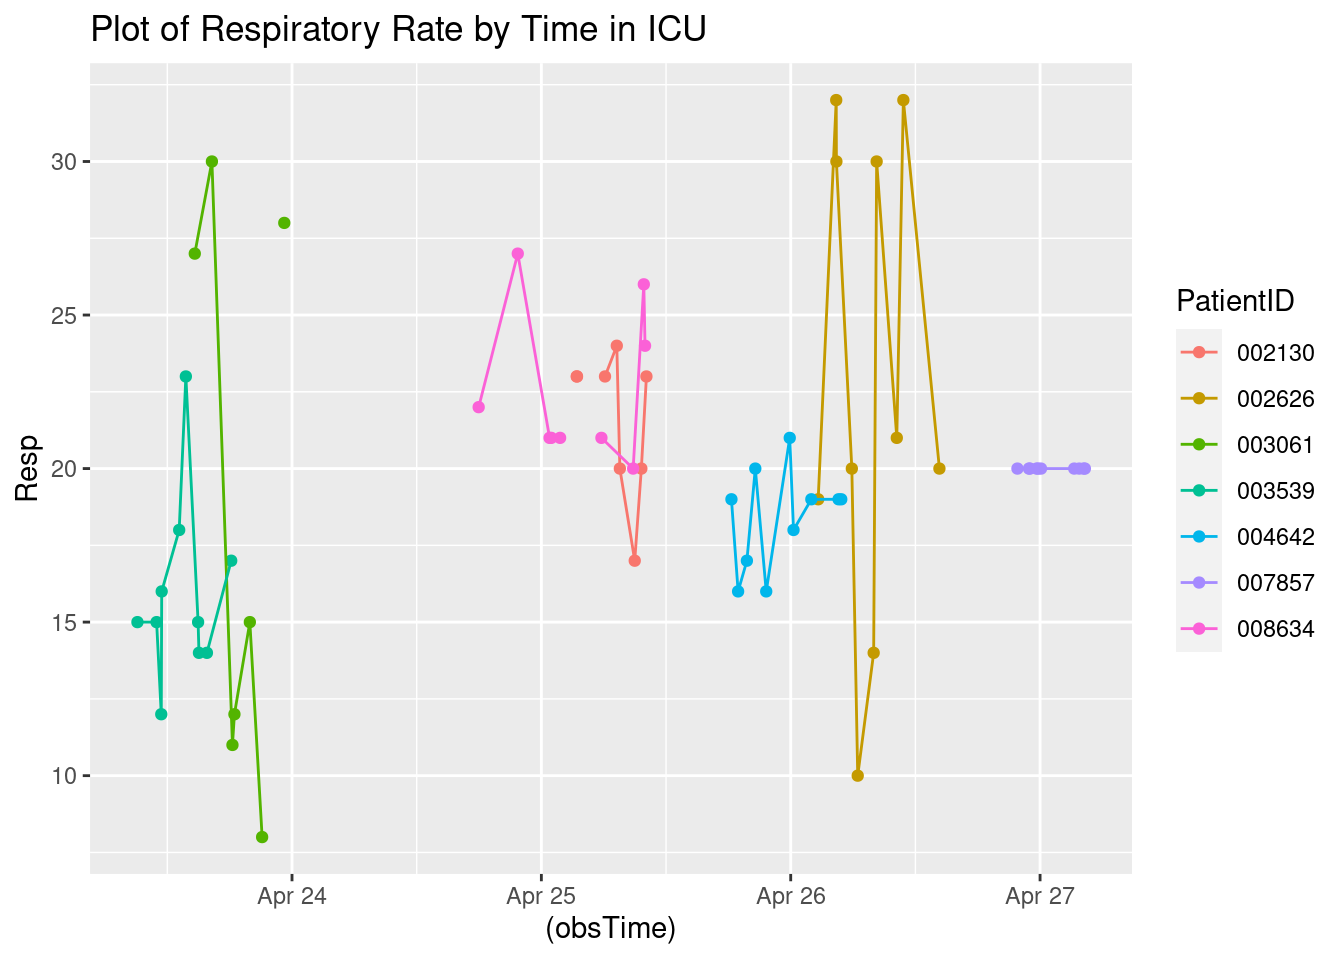 Plot of Respiratory Rate by Time in ICU
Resp
30
25
20
15
10
Apr 24
Apr 25
Apr 26
Apr 27
(obsTime)
PatientID
002130
002626
003061
003539
004642
007857
008634